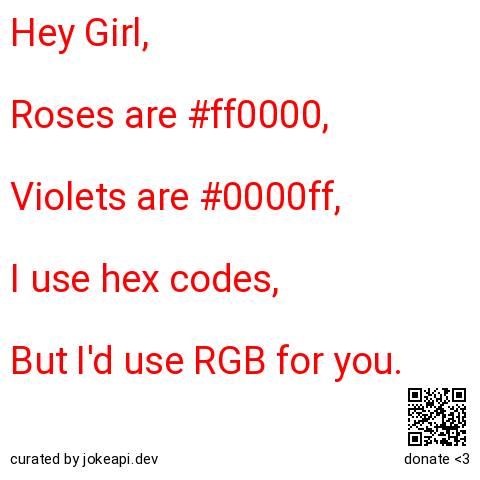 Hey Girl,
Roses are #ff0000,
Violets are #0000ff,
I use hex codes,
But I'd use RGB for you.
curated by jokeapi.dev
donate <3